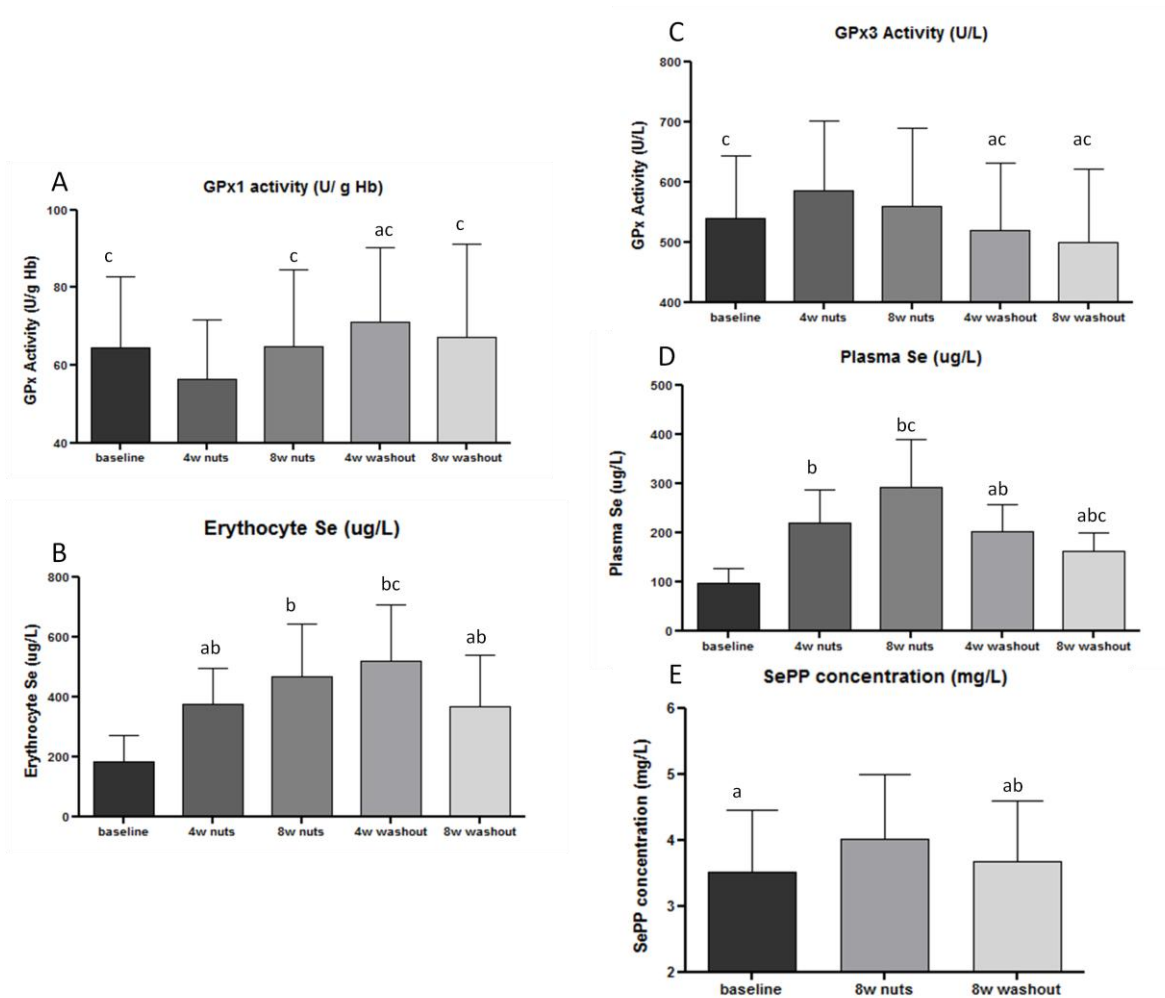 A
GPx1 activity (U/ g Hb)
GPx Activity (U/g Hb)
100
80
60
40
c
c
ac
c
baseline
4w nuts
8w nuts
4w washout
8w washout
B
Erythocyte Se (ug/L)
Erythrocyte Se (ug/L)
800
600
400
200
0
ab
b
bc
ab
baseline
4w nuts
8w nuts
4w washout
8w washout
C
GPx3 Activity (U/L)
GPx Activity (U/L)
800
700
600
500
400
c
ac
ac
baseline
4w nuts
8w nuts
4w washout
8w washout
D
Plasma Se (ug/L)
Plasma Se (ug/L)
500
400
300
200
100
0
b
bc
ab
abc
baseline
4w nuts
8w nuts
4w washout
8w washout
E
SePP concentration (mg/L)
SePP concentration (mg/L)
6
5
4
3
2
a
ab
baseline
8w nuts
8w washout